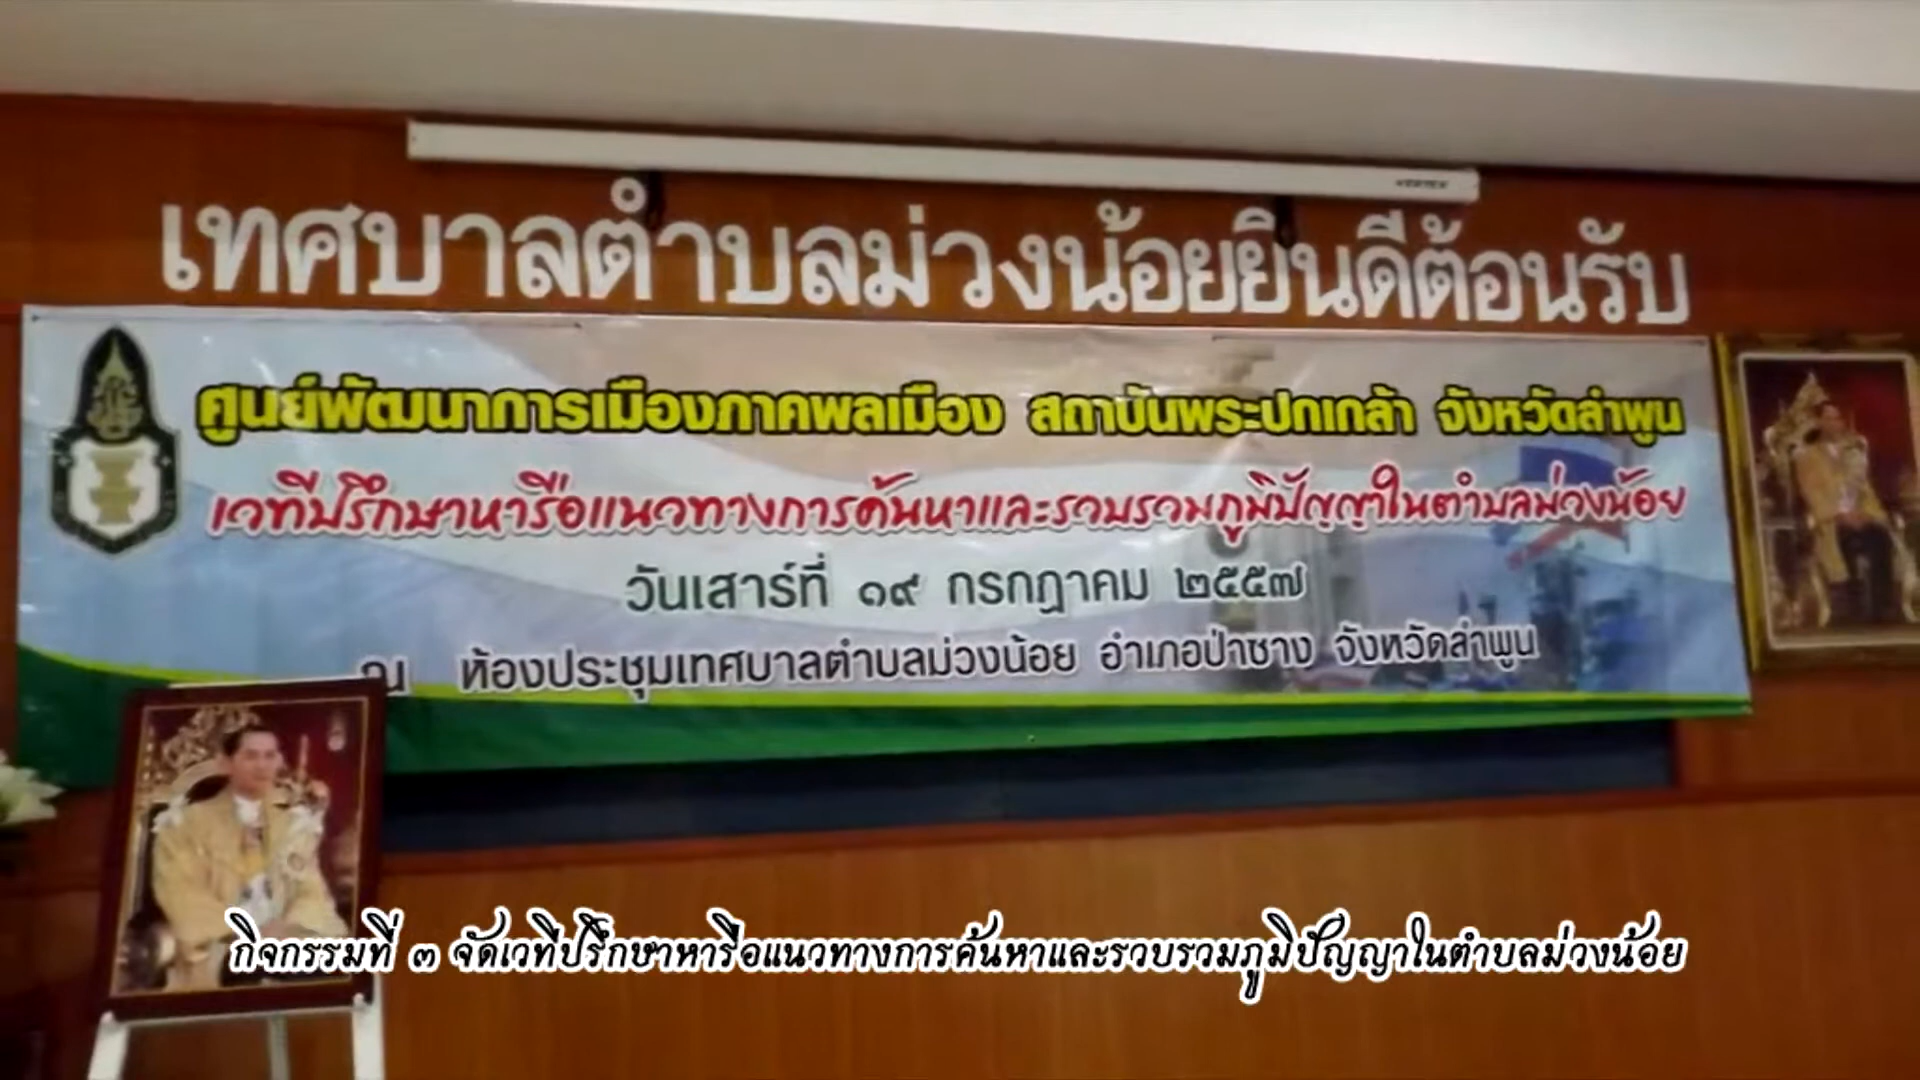 VERTEX
เทศบาลตำบลม่วงน้อยยินดีต้อนรับ
ศูนย์พัฒนาการเมืองภาคพลเมือง สถาบันพระปกเกล้า จังหวัดลำพูน
เวทีปรึกษาหารือแนวทางการค้นหาและรวบรวมภูมิปัญญาในตำบลม่วงน้อย
วันเสาร์ที่ ๑๙ กรกฎาคม ๒๕๕๗
ณ ห้องประชุมเทศบาลตำบลม่วงน้อย อำเภอป่าซาง จังหวัดลำพูน
กิจกรรมที่ ๓ จัดเวทีปรึกษาหารือแนวทางการค้นหาและรวบรวมภูมิปัญญาในตำบลม่วงน้อย